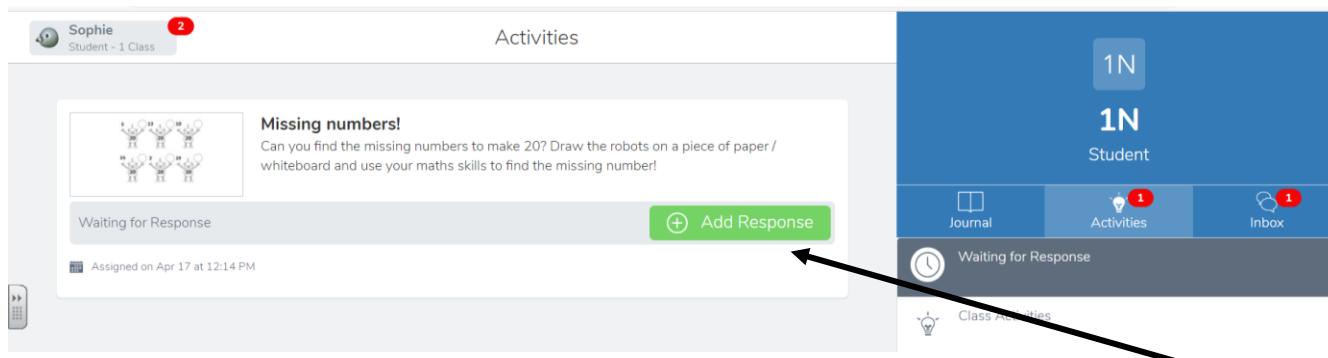 Sophie
2
Student - 1 Class
Activities
Missing numbers!
Can you find the missing numbers to make 20? Draw the robots on a piece of paper /
whiteboard and use your maths skills to find the missing number!
Waiting for Response
Add Response
Assigned on Apr 17 at 12:14 PM
1N
1N
Student
Journal
1
Activities
1
Inbox
Waiting for Response
Class Activities